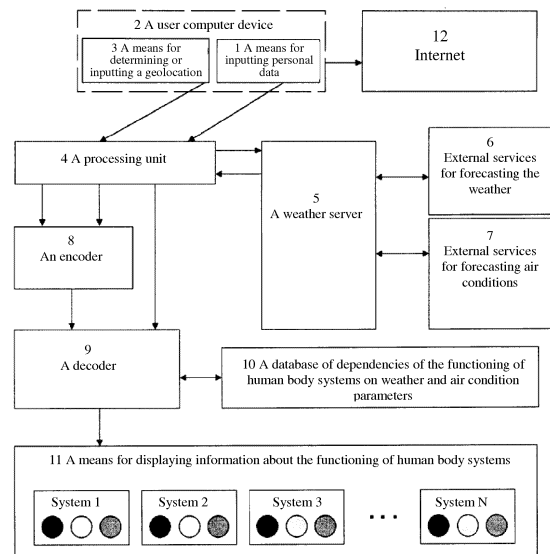 2 A user computer device
3 A means for
determining or
inputting a geolocation
1 A means for
inputting personal
data
12
Internet
4 A processing unit
5
A weather server
6
External services
for forecasting the
weather
7
External services
for forecasting air
conditions
8
An encoder
9
A decoder
10 A database of dependencies of the functioning of
human body systems on weather and air condition
parameters
11 A means for displaying information about the functioning of human body systems
System 1
System 2
System 3
...
System N